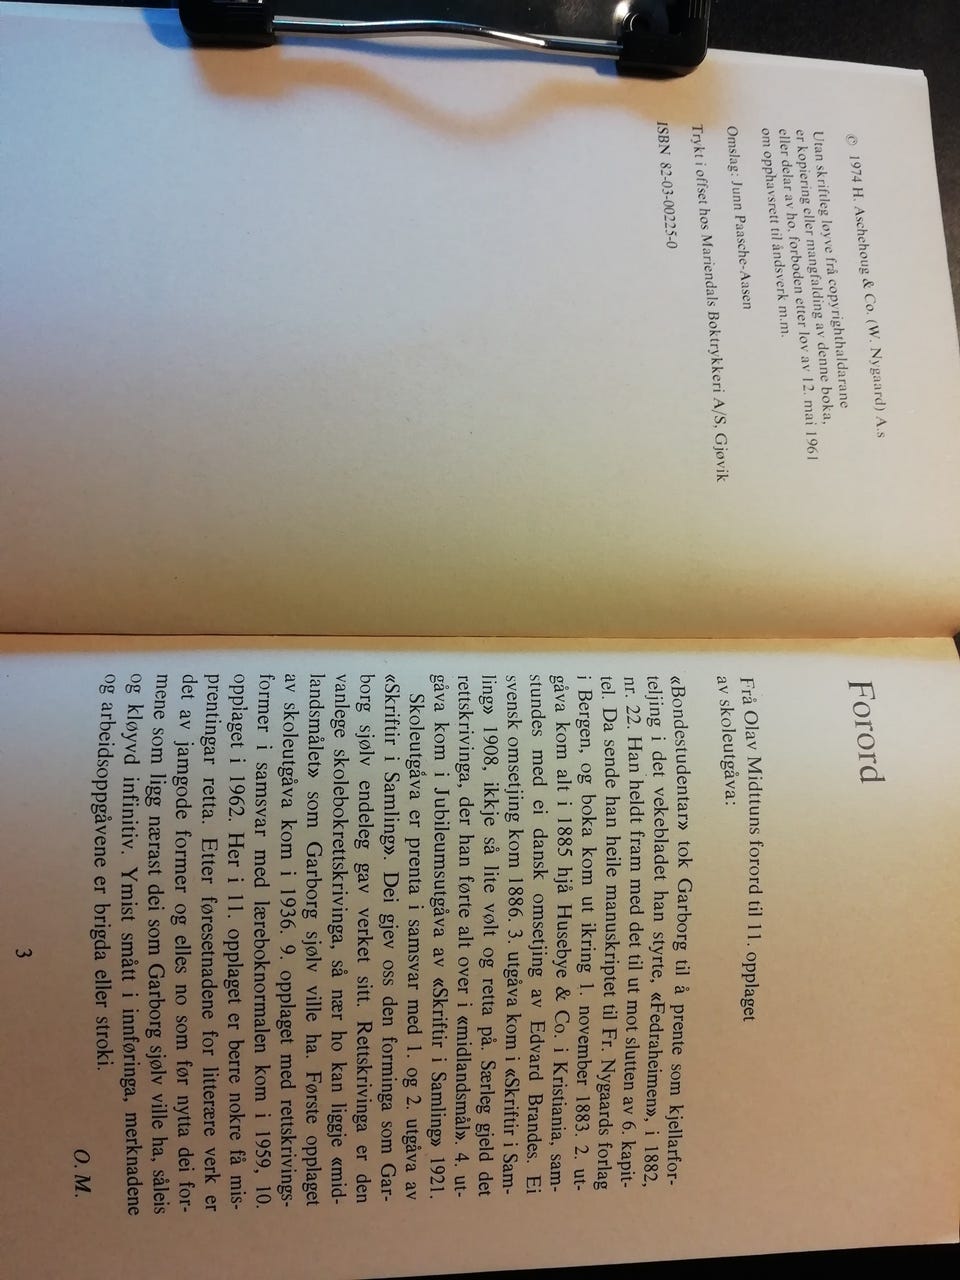 © 1974 H. Aschehoug & Co. (W. Nygaard) A.s
Utan skriftleg løyve frå copyrighthaldarane
er kopiering eller mangfalding av denne boka,
eller delar av ho, forboden etter lov av 12. mai 1961
om opphavsrett til åndsverk m.m.
Omslag: Junn Paasche-Aasen
Trykt i offset hos Mariendals Boktrykkeri A/S, Gjøvik
ISBN 82-03-00225-0
Forord
Frå Olav Midttuns forord til 11. opplaget
av skoleutgåva:
«Bondestudentar» tok Garborg til å prente som kjellarfor-
teljing i det vekebladet han styrte, «Fedraheimen», i 1882,
nr. 22. Han heldt fram med det til ut mot slutten av 6. kapit-
tel. Da sende han heile manuskriptet til Fr. Nygaards forlag
i Bergen, og boka kom ut ikring 1. november 1883. 2. ut-
gåva kom alt i 1885 hjå Husebye & Co. i Kristiania, sam-
stundes med ei dansk omsetjing av Edvard Brandes. Ei
svensk omsetjing kom 1886. 3. utgåva kom i «Skriftir i Sam-
ling» 1908, ikkje så lite vølt og retta på. Særleg gjeld det
rettskrivinga, der han førte alt over i «midlandsmål». 4. ut-
gåva kom i Jubileumsutgåva av «Skriftir i Samling» 1921.
Skoleutgåva er prenta i samsvar med 1. og 2. utgåva av
«Skriftir i Samling». Dei gjev oss den forminga som Gar-
borg sjølv endeleg gav verket sitt. Rettskrivinga er den
vanlege skolebokrettskrivinga, så nær ho kan liggje «mid-
landsmålet» som Garborg sjølv ville ha. Første opplaget
av skoleutgåva kom i 1936. 9. opplaget med rettskrivings-
former i samsvar med læreboknormalen kom i 1959, 10.
opplaget i 1962. Her i 11. opplaget er berre nokre få mis-
prentingar retta. Etter føresetnadene for litterære verk er
det av jamgode former og elles no som før nytta dei for-
mene som ligg nærast dei som Garborg sjølv ville ha, såleis
og kløyvd infinitiv. Ymist smått i innføringa, merknadene
og arbeidsoppgåvene er brigda eller stroki.
O. M.
3